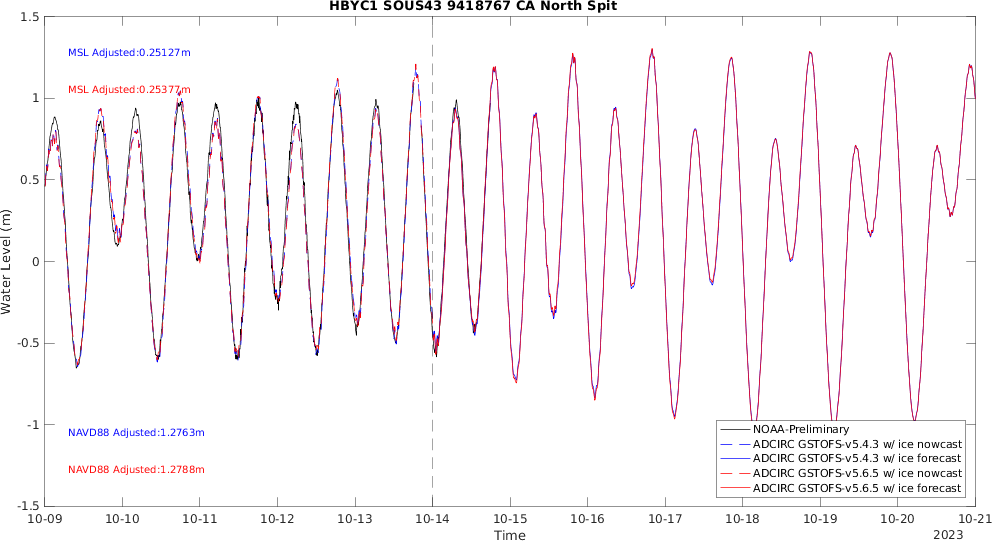 HBYC1 SOUS43 9418767 CA North Spit
1.5
1
0.5
0
-0.5
-1
-1.5
Water Level (m)
MSL Adjusted:0.25127m
MSL Adjusted:0.25377m
NAVD88 Adjusted:1.2763m
NAVD88 Adjusted:1.2788m
NOAA-Preliminary
ADCIRC GSTOFS-v5.4.3 w/ ice nowcast
ADCIRC GSTOFS-v5.4.3 w/ ice forecast
ADCIRC GSTOFS-v5.6.5 w/ ice nowcast
ADCIRC GSTOFS-v5.6.5 w/ ice forecast
10-09 10-10 10-11 10-12 10-13 10-14 10-15 10-16 10-17 10-18 10-19 10-20 10-21
Time
2023